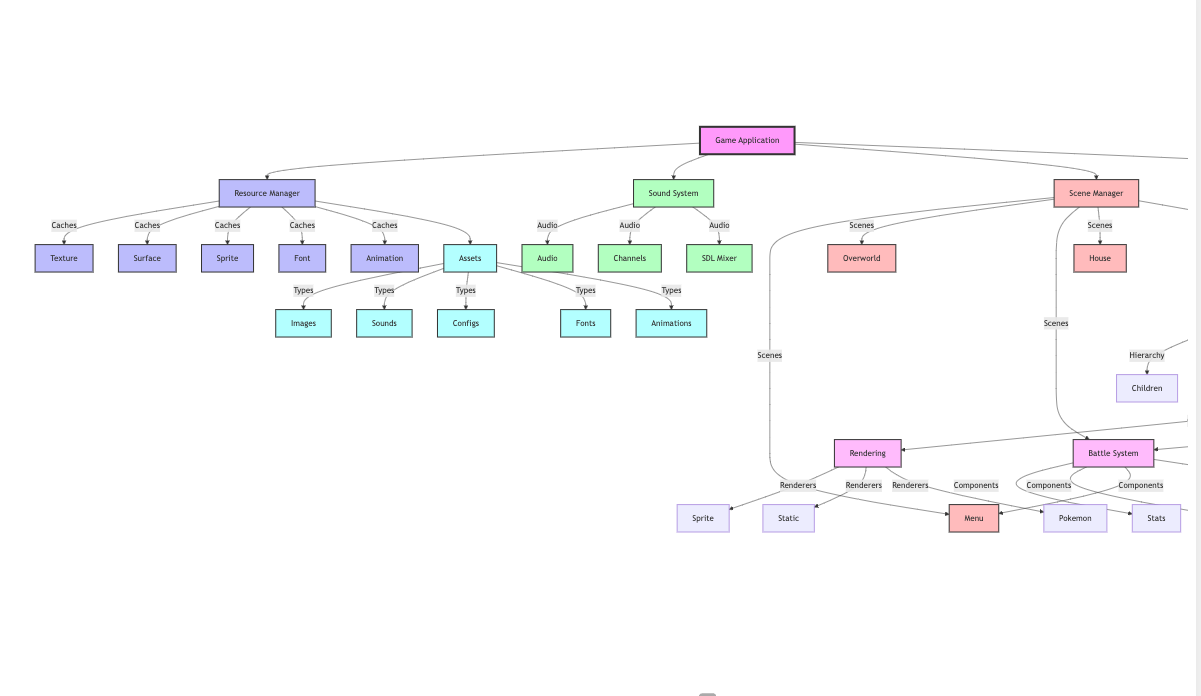 Game Application
Resource Manager
Sound System
Scene Manager
Caches
Caches
Caches
Caches
Caches
Audio
Audio
Audio
Scenes
Scenes
Texture
Surface
Sprite
Font
Animation
Assets
Audio
Channels
SDL Mixer
Overworld
House
Types
Types
Types
Types
Types
Images
Sounds
Configs
Fonts
Animations
Scenes
Scenes
Hierarchy
Children
Rendering
Battle System
Renderers
Renderers
Renderers
Components
Components
Components
Sprite
Static
Menu
Pokemon
Stats